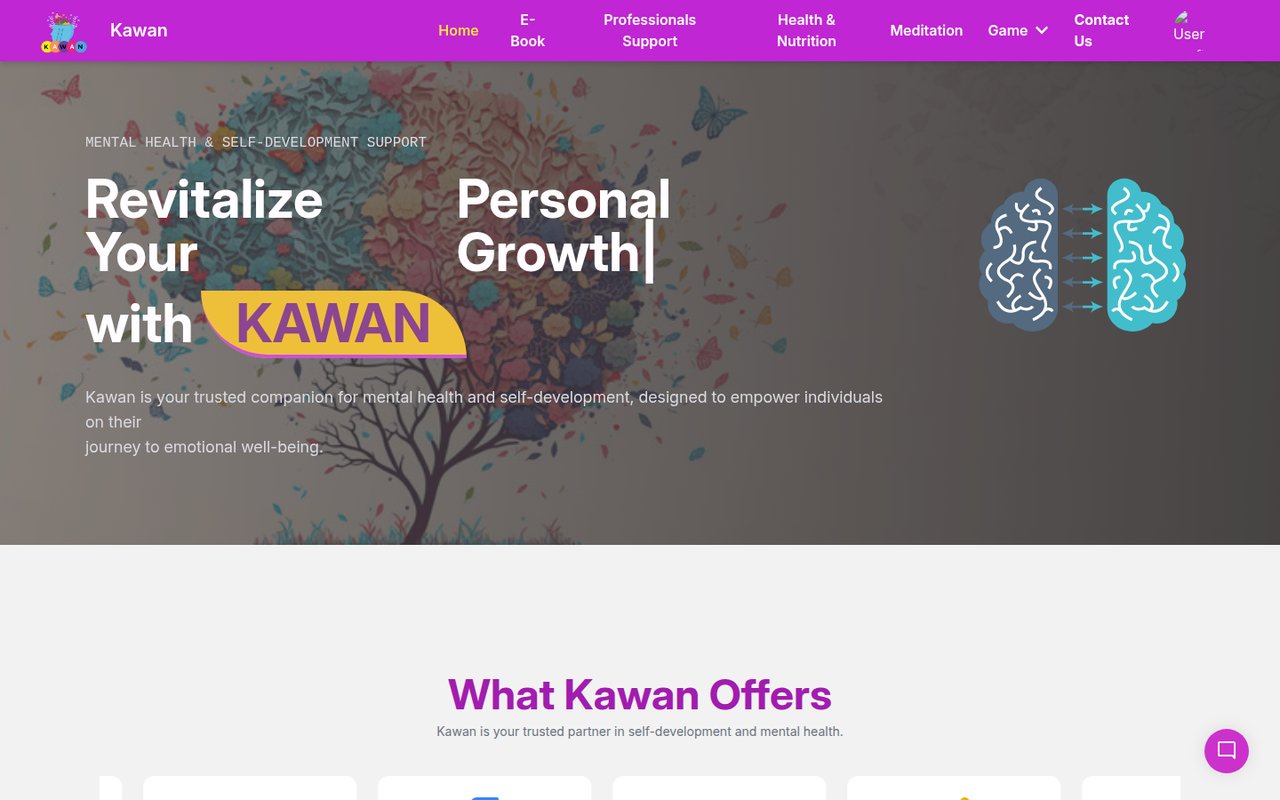 KAWAN
Kawan
Home
E-
Book
Professionals
Support
Health &
Nutrition
Meditation
Game
Contact
Us
User
MENTAL HEALTH & SELF-DEVELOPMENT SUPPORT
Revitalize
Your
Personal
Growth|
with KAWAN
Kawan is your trusted companion for mental health and self-development, designed to empower individuals
on their
journey to emotional well-being.
What Kawan Offers
Kawan is your trusted partner in self-development and mental health.